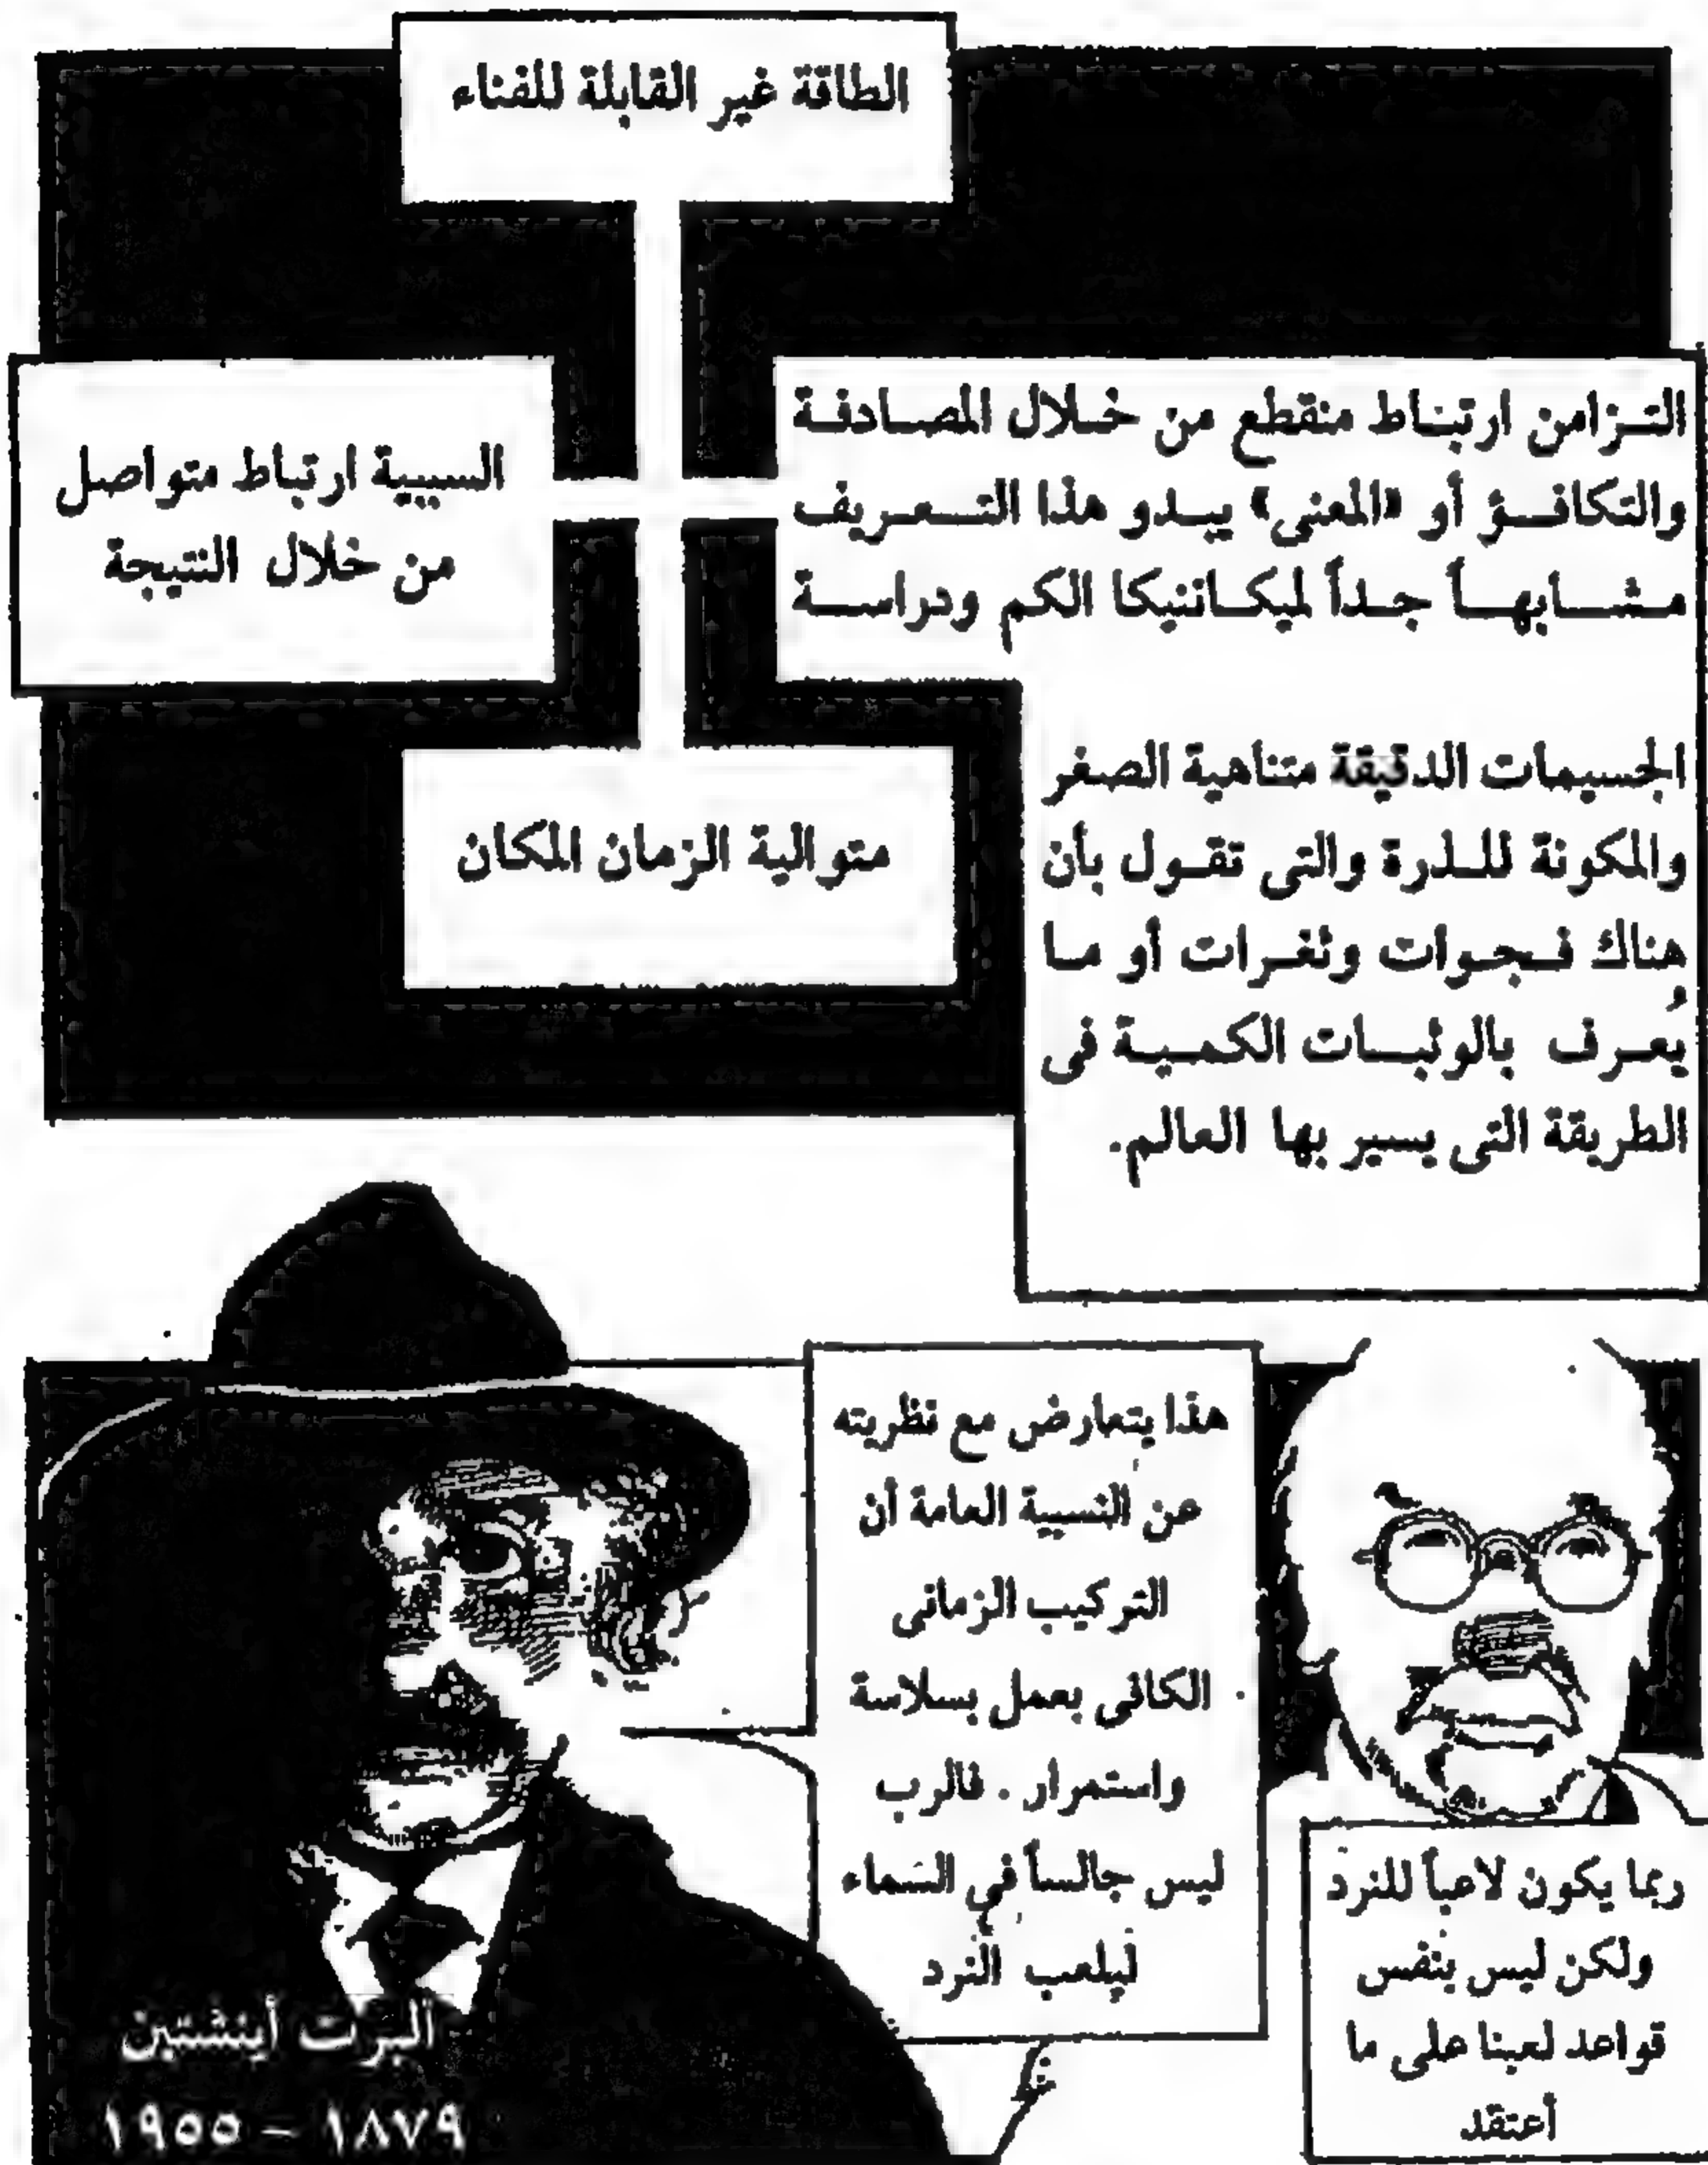 الطاقة غير القابلة للفناء
التزامن ارتباط منقطع من خلال المصادفة
والتكافؤ أو «المعنى» يبدو هذا التعريف
مشابهاً جداً لميكانيكا الكم ودراسة
الجسيمات الدقيقة متناهية الصغر
والمكونة للذرة والتى تقول بأن
هناك فجوات وثغرات أو ما
يُعرف بالوثبات الكمية فى
الطريقة التى يسير بها العالم.
السببية ارتباط متواصل
من خلال النتيجة
متوالية الزمان المكان
هذا يتعارض مع نظريته
عن النسبية العامة أن
التركيب الزمانى
الكافى يعمل بسلاسة
واستمرار . فالرب
ليس جالساً في السماء
ليلعب النرد
ربما يكون لاعباً للنرد
ولكن ليس بنفس
قواعد لعبنا على ما
أعتقد
ألبرت أينشتين
١٨٧٩ – ١٩٥٥